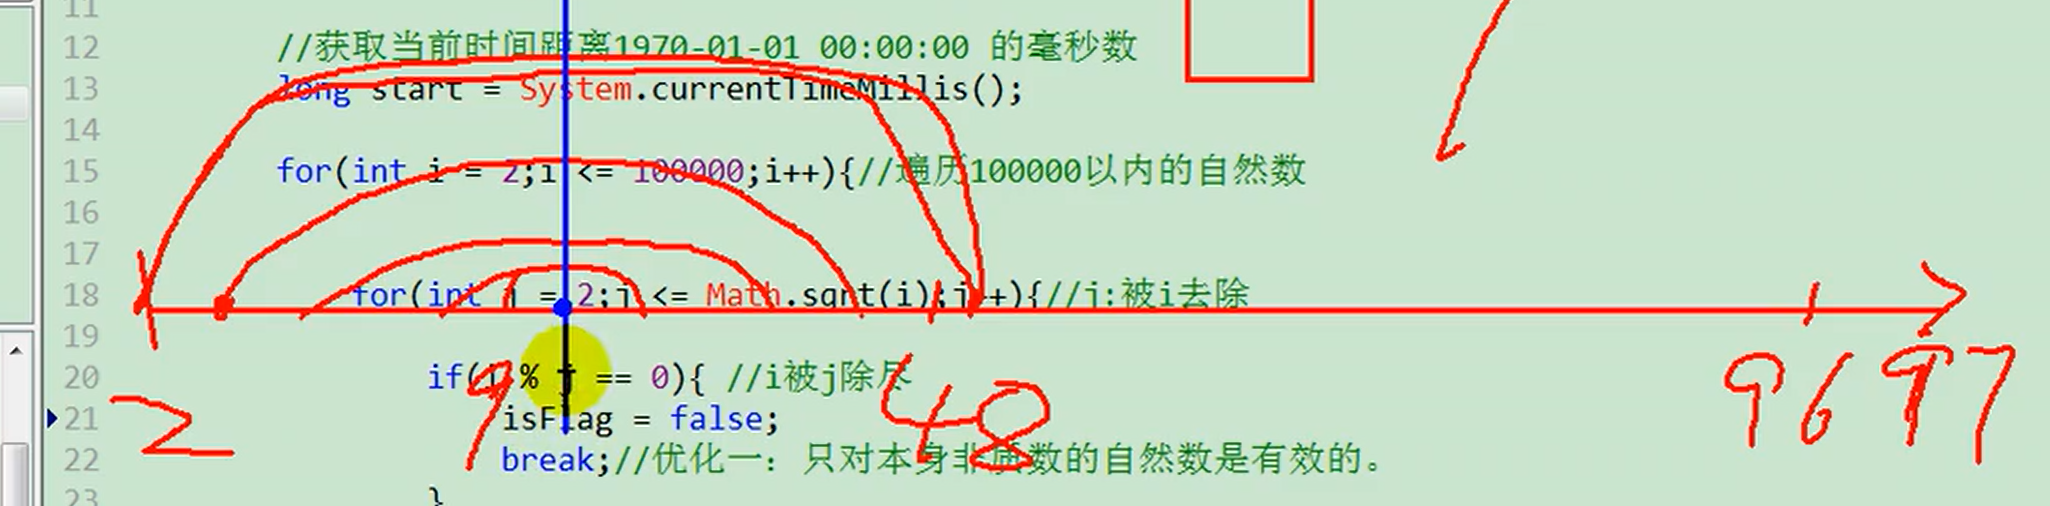 11
12 //获取当前时间距离1970-01-01 00:00:00 的毫秒数
13 long start = System.currentTimeMillis();
14
15 for(int i = 2;i <= 100000;i++){//遍历100000以内的自然数
16
17
18 for(int j = 2;j <= Math.sqrt(i);j++){//j:被i去除
19
20 if(i % j == 0){ //i被j除尽
21 isFlag = false;
22 break;//优化一：只对本身非质数的自然数是有效的。
23 }
2 9 48 96 97